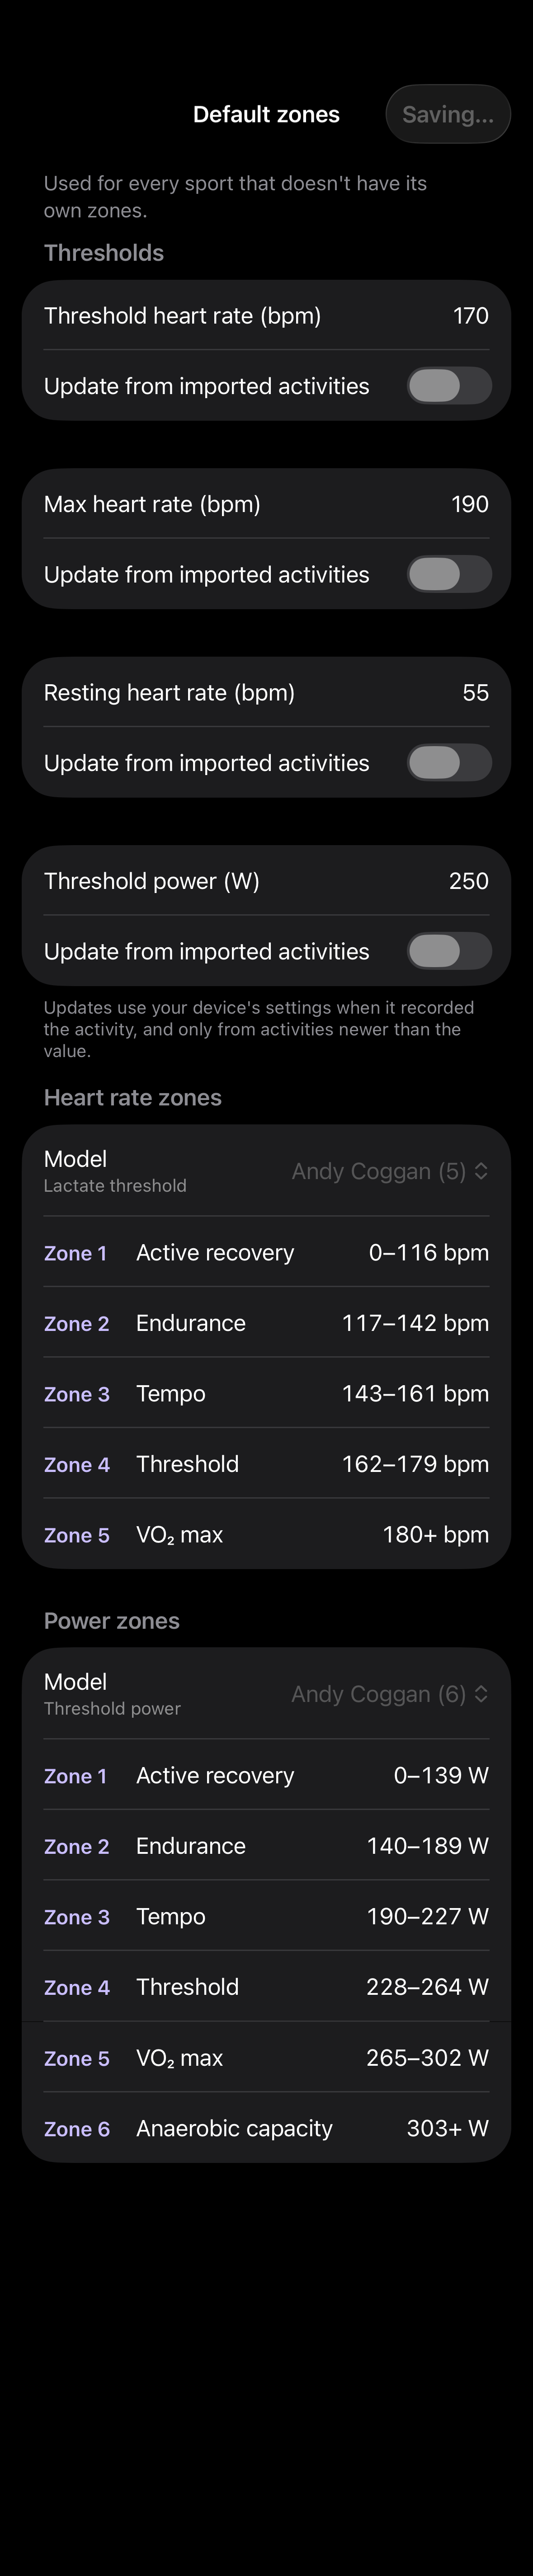 Default zones
Saving...
Used for every sport that doesn't have its
own zones.
Thresholds
Threshold heart rate (bpm) 170
Update from imported activities
Max heart rate (bpm) 190
Update from imported activities
Resting heart rate (bpm) 55
Update from imported activities
Threshold power (W) 250
Update from imported activities
Updates use your device's settings when it recorded
the activity, and only from activities newer than the
value.
Heart rate zones
Model
Lactate threshold
Andy Coggan (5)
Zone 1 Active recovery 0–116 bpm
Zone 2 Endurance 117–142 bpm
Zone 3 Tempo 143–161 bpm
Zone 4 Threshold 162–179 bpm
Zone 5 VO₂ max 180+ bpm
Power zones
Model
Threshold power
Andy Coggan (6)
Zone 1 Active recovery 0–139 W
Zone 2 Endurance 140–189 W
Zone 3 Tempo 190–227 W
Zone 4 Threshold 228–264 W
Zone 5 VO₂ max 265–302 W
Zone 6 Anaerobic capacity 303+ W